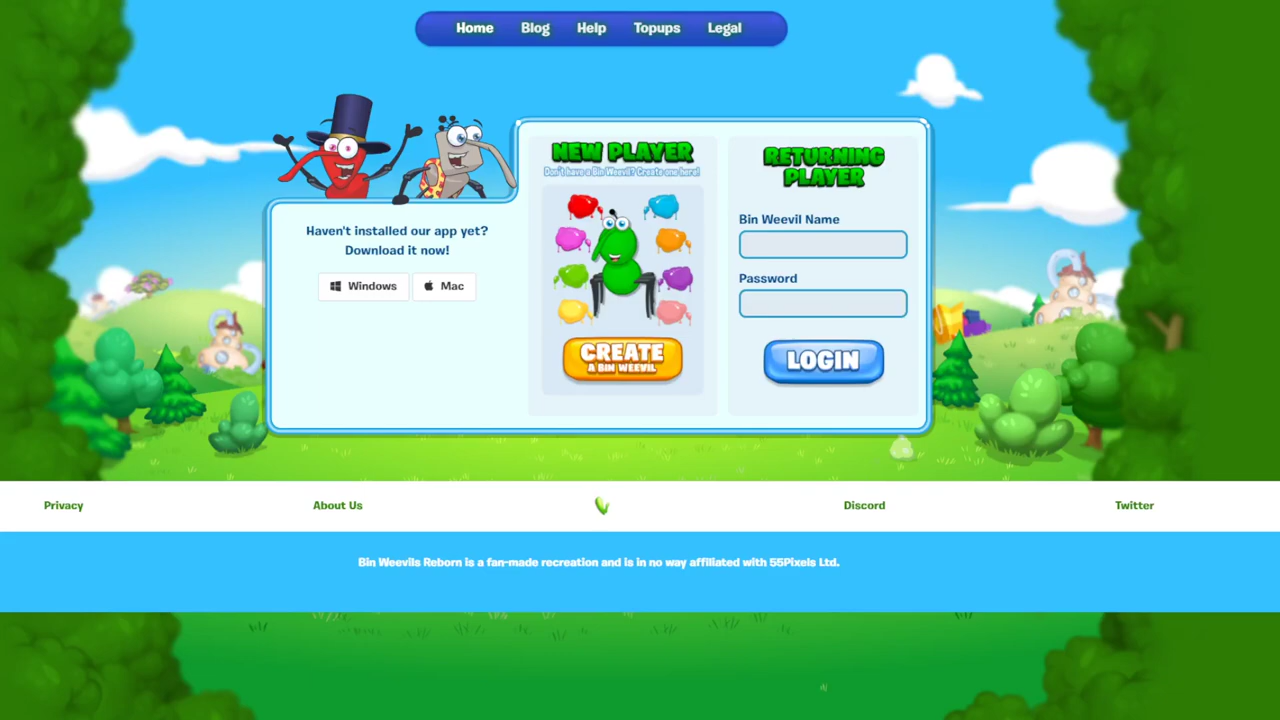 Home Blog Help Topups Legal
Haven't installed our app yet?
Download it now!
Windows Mac
NEW PLAYER
Don't have a Bin Weevil? Create one here!
CREATE
A BIN WEEVIL
RETURNING
PLAYER
Bin Weevil Name
Password
LOGIN
Privacy About Us Discord Twitter
Bin Weevils Reborn is a fan-made recreation and is in no way affiliated with 55Pixels Ltd.